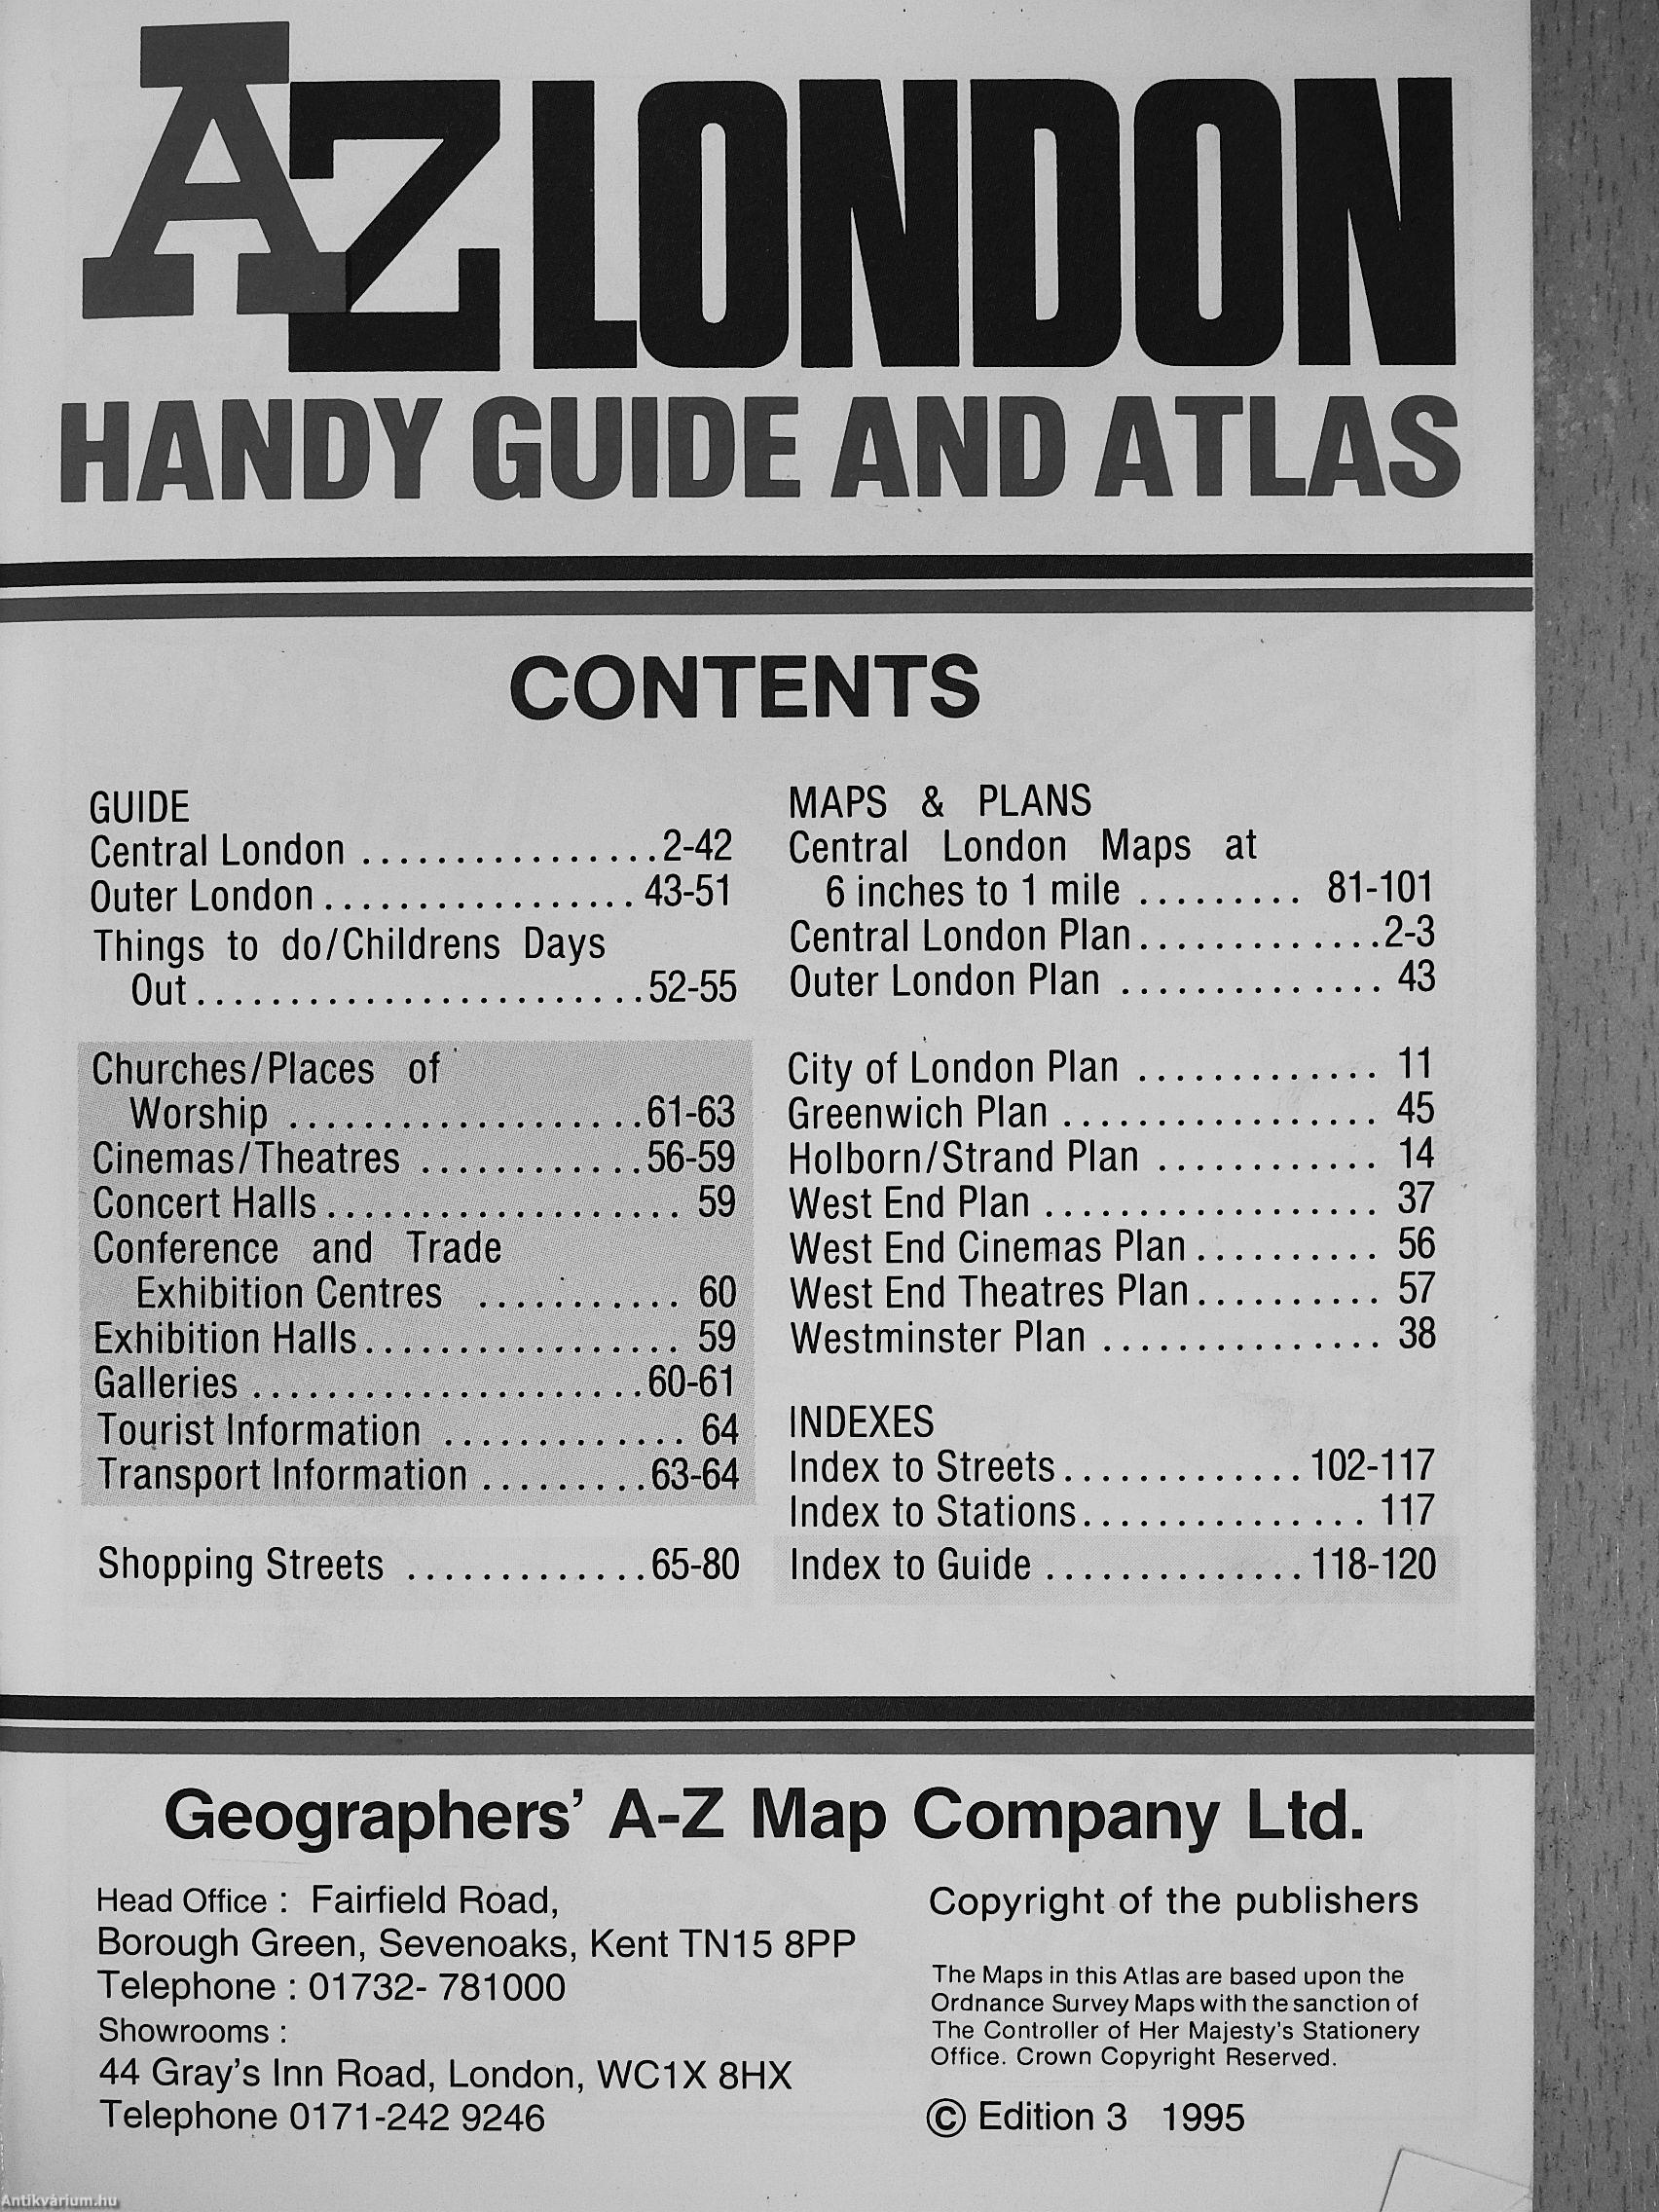 AZ LONDON
HANDY GUIDE AND ATLAS
CONTENTS
GUIDE
Central London ................2-42
Outer London................. 43-51
Things to do/Childrens Days
Out........................52-55
Churches/Places of
Worship ...................61-63
Cinemas/Theatres ............56-59
Concert Halls................... 59
Conference and Trade
Exhibition Centres ........... 60
Exhibition Halls................. 59
Galleries .....................60-61
Tourist Information ............. 64
Transport Information .........63-64
Shopping Streets .............65-80
MAPS & PLANS
Central London Maps at
6 inches to 1 mile ......... 81-101
Central London Plan.............2-3
Outer London Plan .............. 43
City of London Plan ............. 11
Greenwich Plan ................. 45
Holborn/Strand Plan ............ 14
West End Plan .................. 37
West End Cinemas Plan.......... 56
West End Theatres Plan.......... 57
Westminster Plan ............... 38
INDEXES
Index to Streets.............102-117
Index to Stations............... 117
Index to Guide ..............118-120
Geographers' A-Z Map Company Ltd.
Head Office : Fairfield Road,
Borough Green, Sevenoaks, Kent TN15 8PP
Telephone : 01732- 781000
Showrooms :
44 Gray's Inn Road, London, WC1X 8HX
Telephone 0171-242 9246
Copyright of the publishers
The Maps in this Atlas are based upon the
Ordnance Survey Maps with the sanction of
The Controller of Her Majesty's Stationery
Office. Crown Copyright Reserved.
© Edition 3 1995
Antikvárium.hu